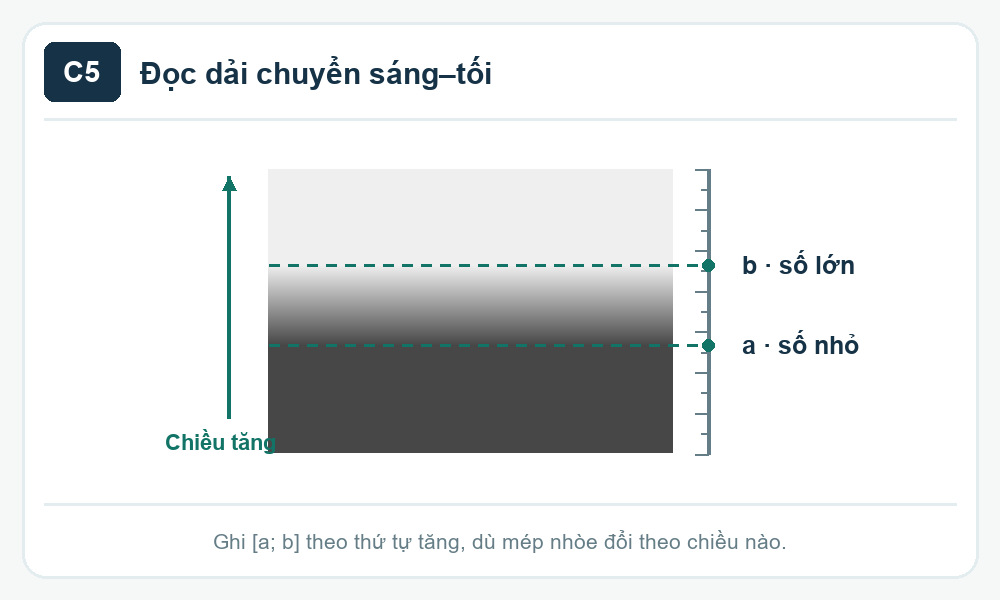 C5
Đọc dải chuyển sáng–tối
b · số lớn
a · số nhỏ
Chiều tăng
Ghi [a; b] theo thứ tự tăng, dù mép nhòe đổi theo chiều nào.